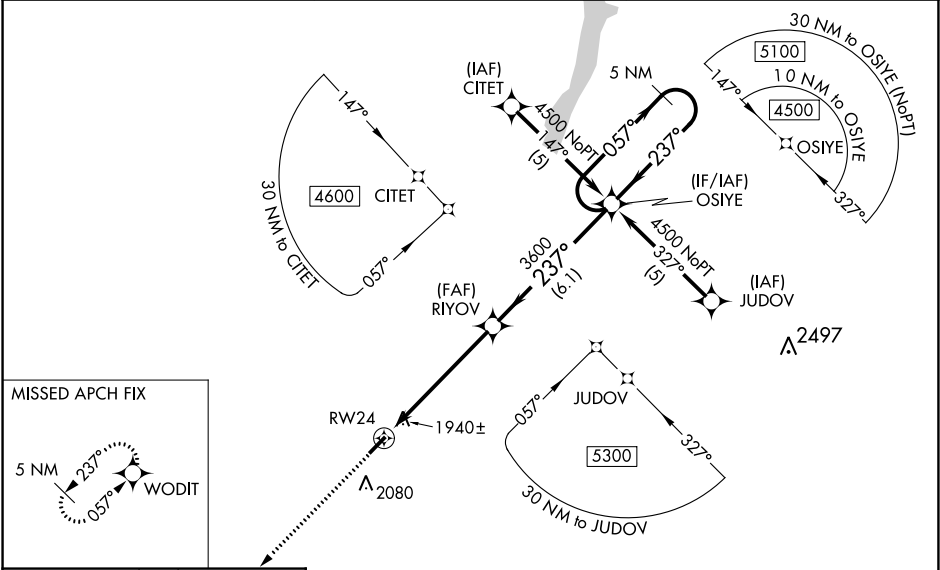 (IAF)
CITET
4500 NoPT
147°
(5)
5 NM
057°
237°
(IF/IAF)
OSIYE
4500 NoPT
327°
(5)
(IAF)
JUDOV
2497
30 NM to OSIYE (NoPT)
5100
10 NM to OSIYE
4500
147°
OSIYE
327°
147°
4600
CITET
057°
30 NM to CITET
3600
237°
(6.1)
(FAF)
RIYOV
RW24
1940±
2080
057°
JUDOV
327°
5300
30 NM to JUDOV
MISSED APCH FIX
5 NM
237°
057°
WODIT